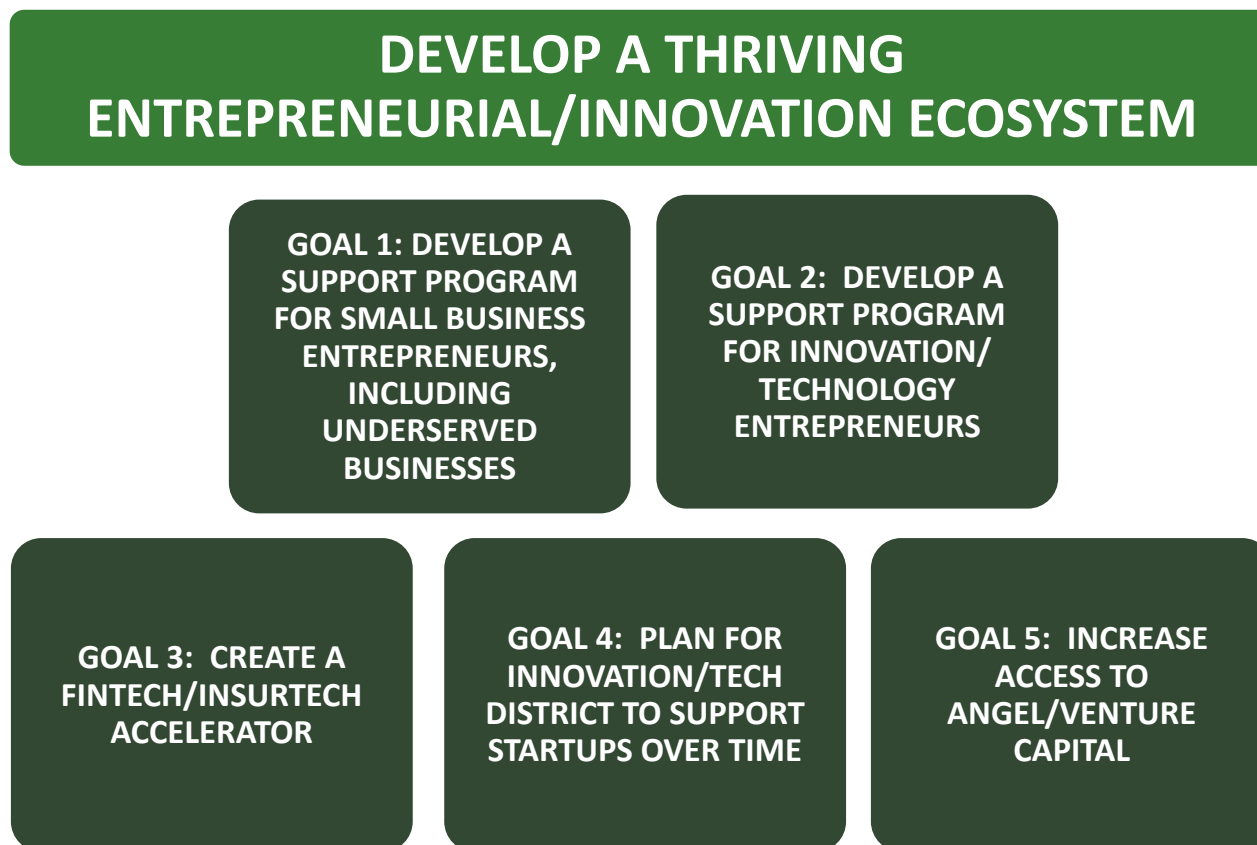 DEVELOP A THRIVING
ENTREPRENEURIAL/INNOVATION ECOSYSTEM
GOAL 1: DEVELOP A
SUPPORT PROGRAM
FOR SMALL BUSINESS
ENTREPRENEURS,
INCLUDING
UNDERSERVED
BUSINESSES
GOAL 2:  DEVELOP A
SUPPORT PROGRAM
FOR INNOVATION/
TECHNOLOGY
ENTREPRENEURS
GOAL 3:  CREATE A
FINTECH/INSURTECH
ACCELERATOR
GOAL 4:  PLAN FOR
INNOVATION/TECH
DISTRICT TO SUPPORT
STARTUPS OVER TIME
GOAL 5:  INCREASE
ACCESS TO
ANGEL/VENTURE
CAPITAL